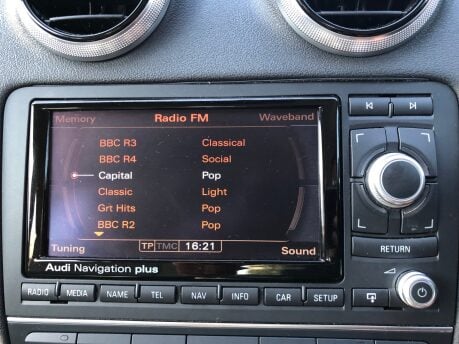 Memory Radio FM Waveband
BBC R3 Classical
BBC R4 Social
Capital Pop
Classic Light
Grt Hits Pop
BBC R2 Pop
Tuning TP TMC 16:21 Sound
RETURN
Audi Navigation plus
RADIO MEDIA NAME TEL NAV INFO CAR SETUP